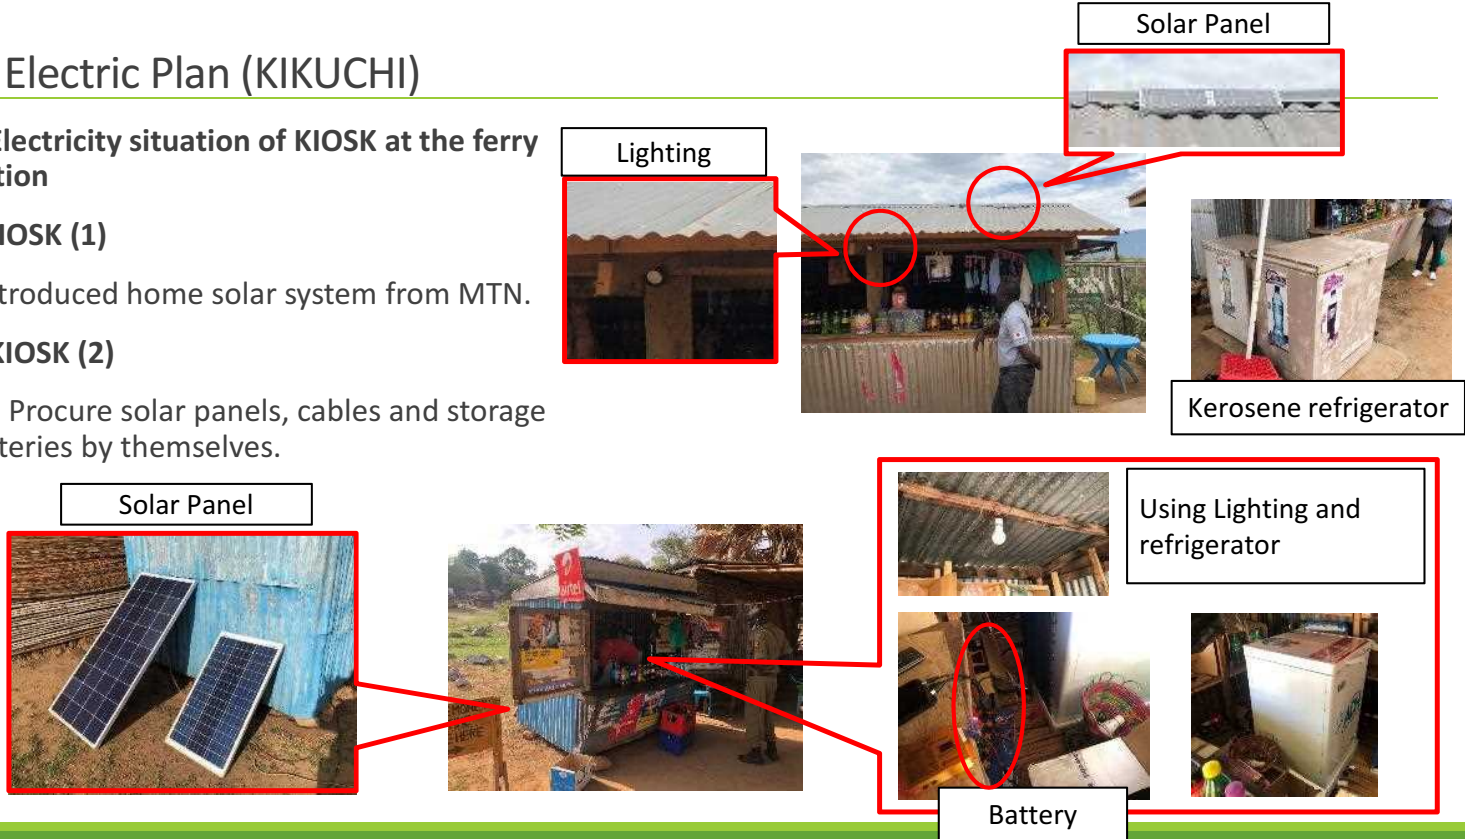 Solar Panel
Electric Plan (KIKUCHI)
Electricity situation of KIOSK at the ferry
tion
Lighting
IOSK (1)
troduced home solar system from MTN.
KIOSK (2)
Procure solar panels, cables and storage
teries by themselves.
Kerosene refrigerator
Solar Panel
Using Lighting and
refrigerator
airtel
HERE
Battery